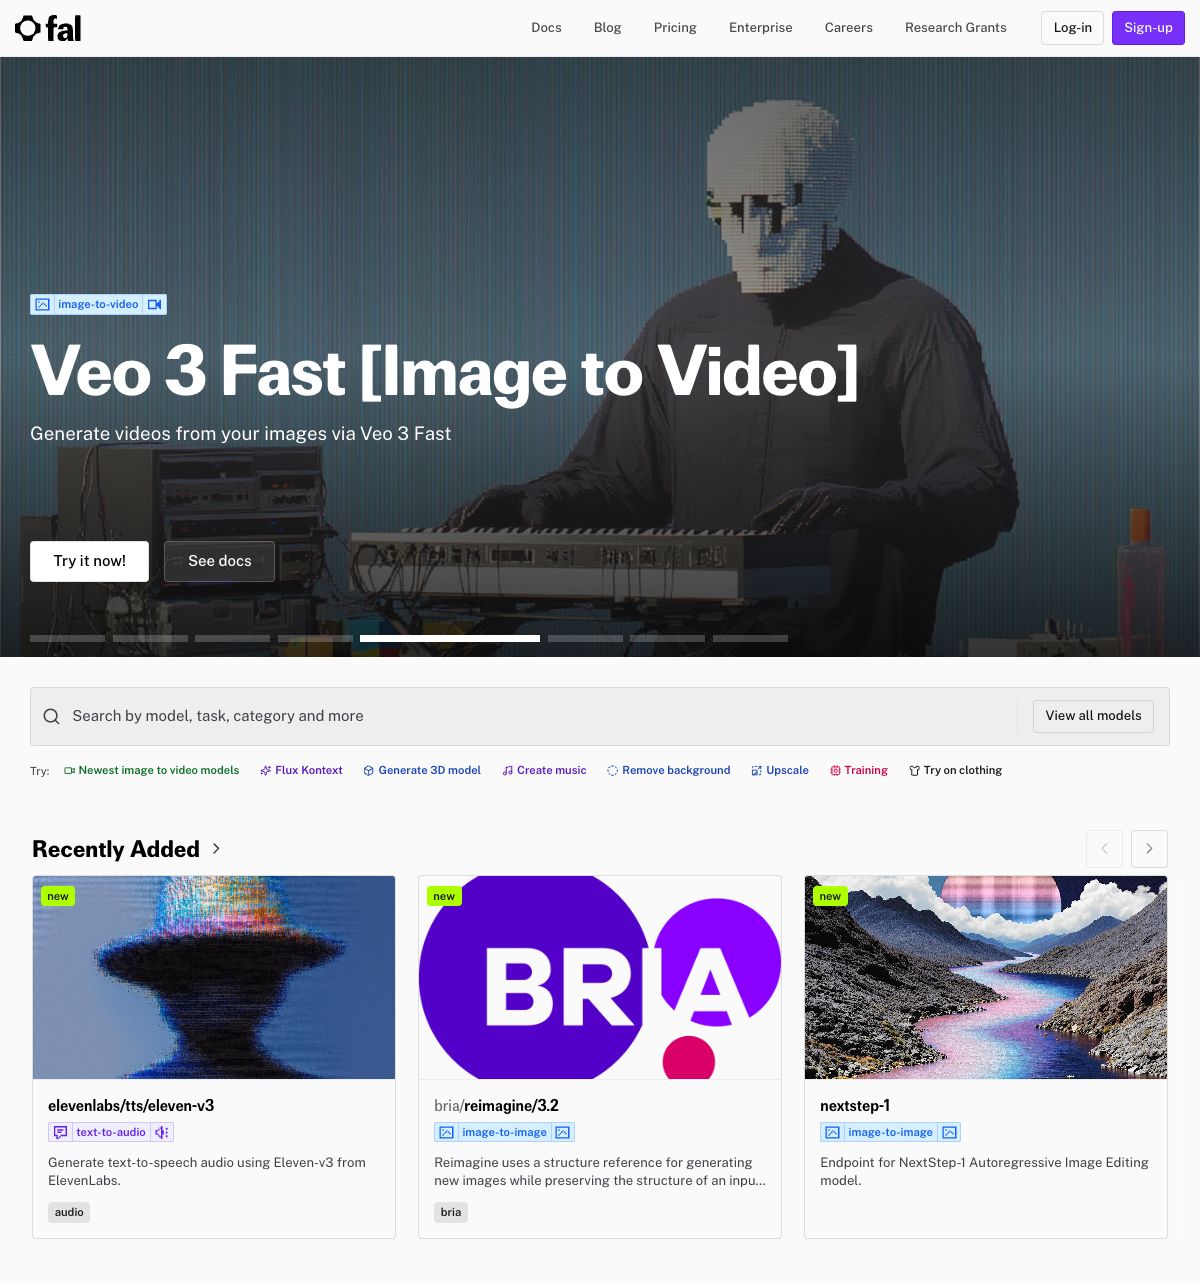 fal
Docs Blog Pricing Enterprise Careers Research Grants Log-in Sign-up
image-to-video
Veo 3 Fast [Image to Video]
Generate videos from your images via Veo 3 Fast
Try it now! See docs
Search by model, task, category and more View all models
Try: Newest image to video models Flux Kontext Generate 3D model Create music Remove background Upscale Training Try on clothing
Recently Added
new
elevenlabs/tts/eleven-v3
text-to-audio
Generate text-to-speech audio using Eleven-v3 from
ElevenLabs.
audio
new
BRIA
bria/reimagine/3.2
image-to-image
Reimagine uses a structure reference for generating
new images while preserving the structure of an inpu...
bria
new
nextstep-1
image-to-image
Endpoint for NextStep-1 Autoregressive Image Editing
model.